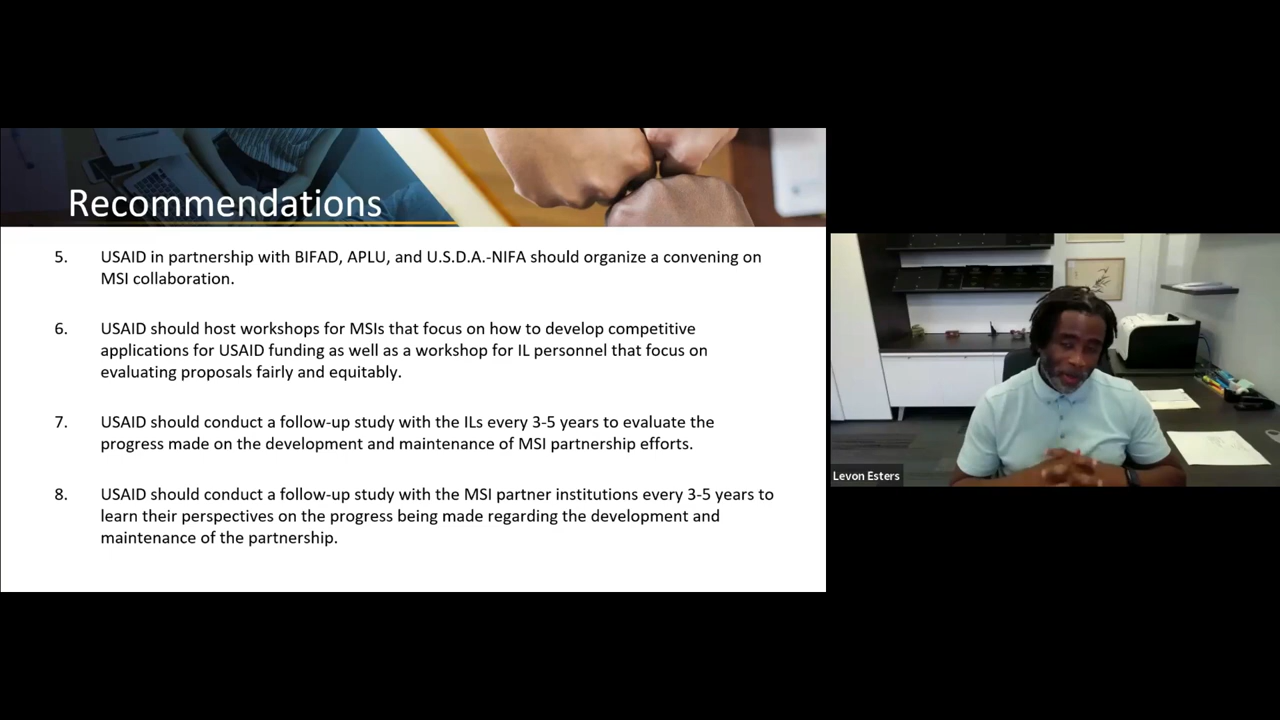 Recommendations
5. USAID in partnership with BIFAD, APLU, and U.S.D.A.-NIFA should organize a convening on
MSI collaboration.
6. USAID should host workshops for MSIs that focus on how to develop competitive
applications for USAID funding as well as a workshop for IL personnel that focus on
evaluating proposals fairly and equitably.
7. USAID should conduct a follow-up study with the ILs every 3-5 years to evaluate the
progress made on the development and maintenance of MSI partnership efforts.
8. USAID should conduct a follow-up study with the MSI partner institutions every 3-5 years to
learn their perspectives on the progress being made regarding the development and
maintenance of the partnership.
Levon Esters